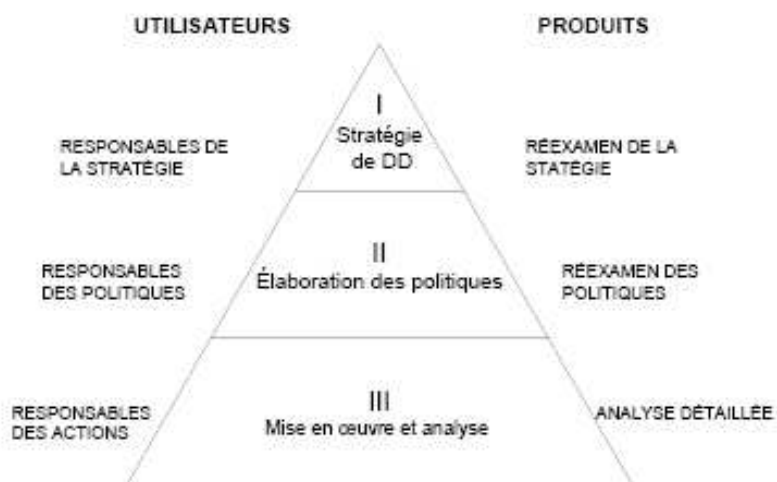 UTILISATEURS
PRODUITS
I
Stratégie
de DD
RESPONSABLES DE
LA STRATÉGIE
RÉEXAMEN DE LA
STATÉGIE
II
Élaboration des politiques
RESPONSABLES
DES POLITIQUES
RÉEXAMEN DES
POLITIQUES
III
Mise en œuvre et analyse
RESPONSABLES
DES ACTIONS
ANALYSE DÉTAILLÉE